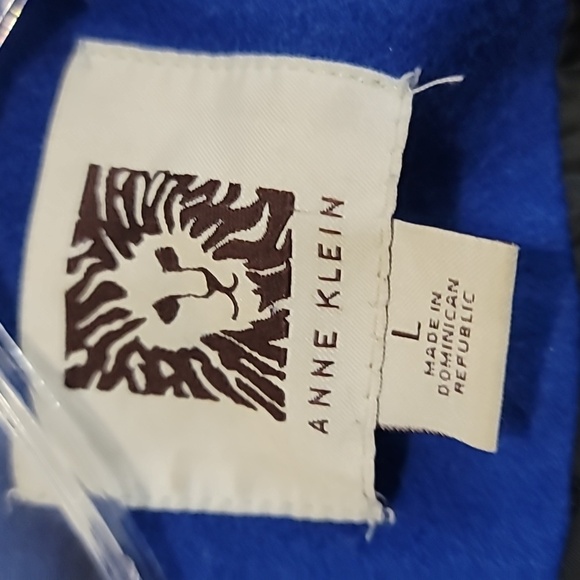 ANNE KLEIN
L
MADE IN
DOMINICAN
REPUBLIC